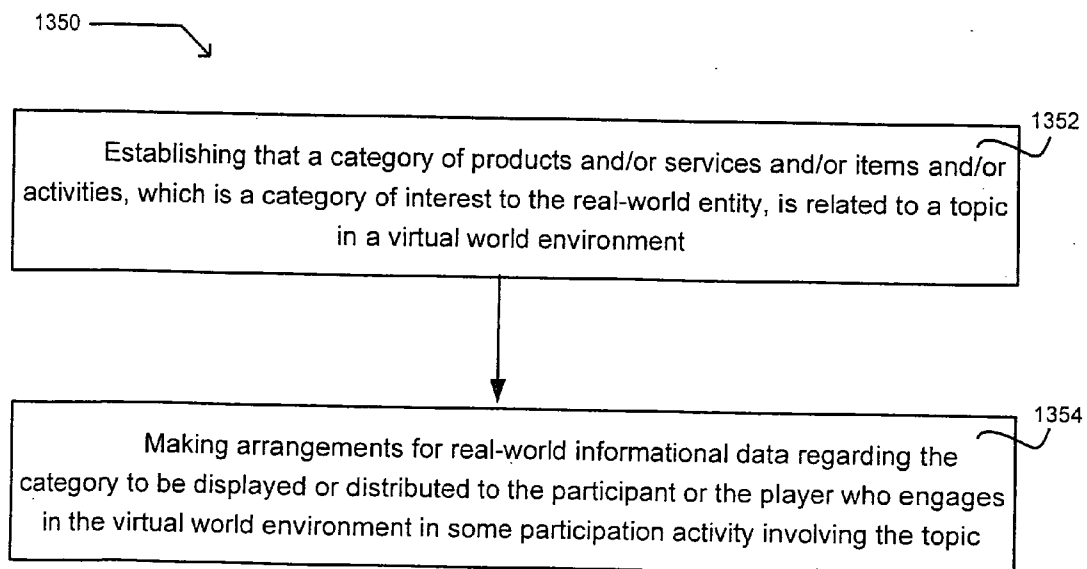 1350
1352
Establishing that a category of products and/or services and/or items and/or
activities, which is a category of interest to the real-world entity, is related to a topic
in a virtual world environment
1354
Making arrangements for real-world informational data regarding the
category to be displayed or distributed to the participant or the player who engages
in the virtual world environment in some participation activity involving the topic